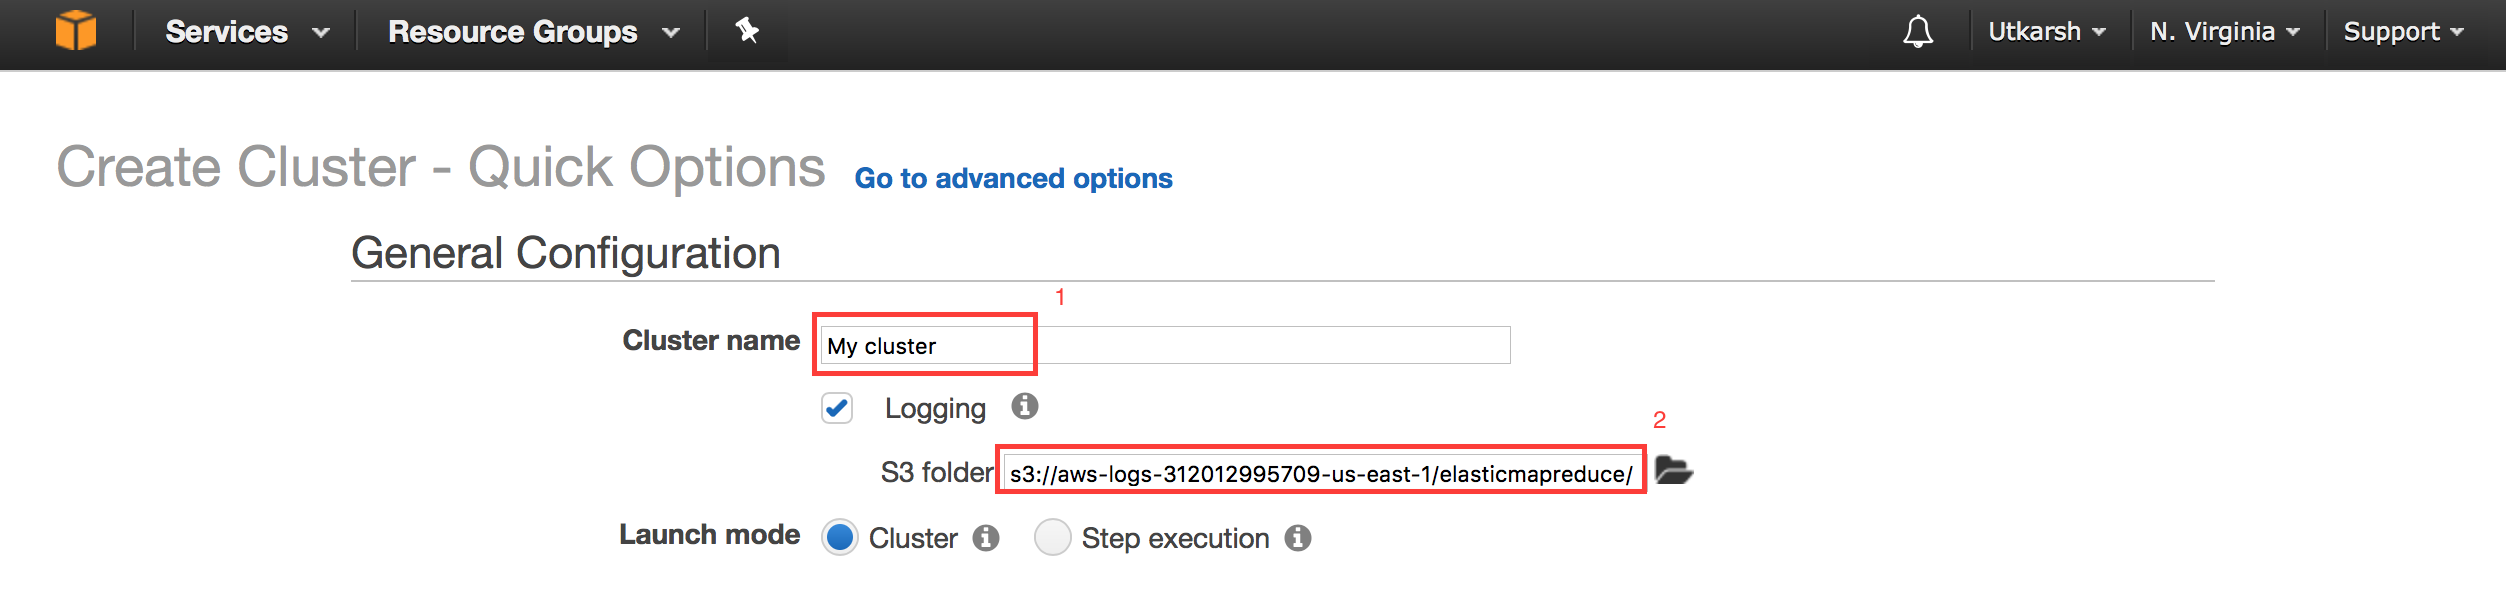 Services Resource Groups Utkarsh N. Virginia Support
Create Cluster - Quick Options Go to advanced options
General Configuration
1
Cluster name My cluster
Logging
2
S3 folder s3://aws-logs-312012995709-us-east-1/elasticmapreduce/
Launch mode Cluster Step execution